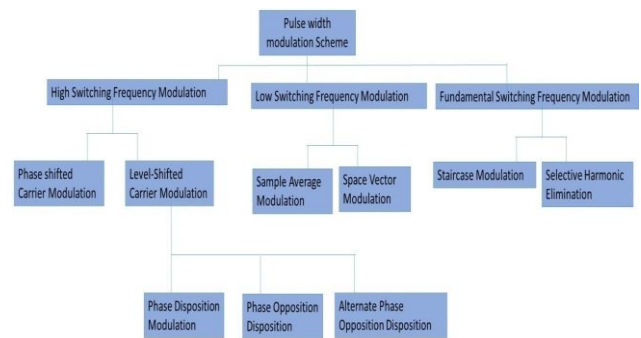 Pulse width
modulation Scheme
High Switching Frequency Modulation
Low Switching Frequency Modulation
Fundamental Switching Frequency Modulation
Phase shifted
Carrier Modulation
Level-Shifted
Carrier Modulation
Sample Average
Modulation
Space Vector
Modulation
Staircase Modulation
Selective Harmonic
Elimination
Phase Disposition
Modulation
Phase Opposition
Disposition
Alternate Phase
Opposition Disposition